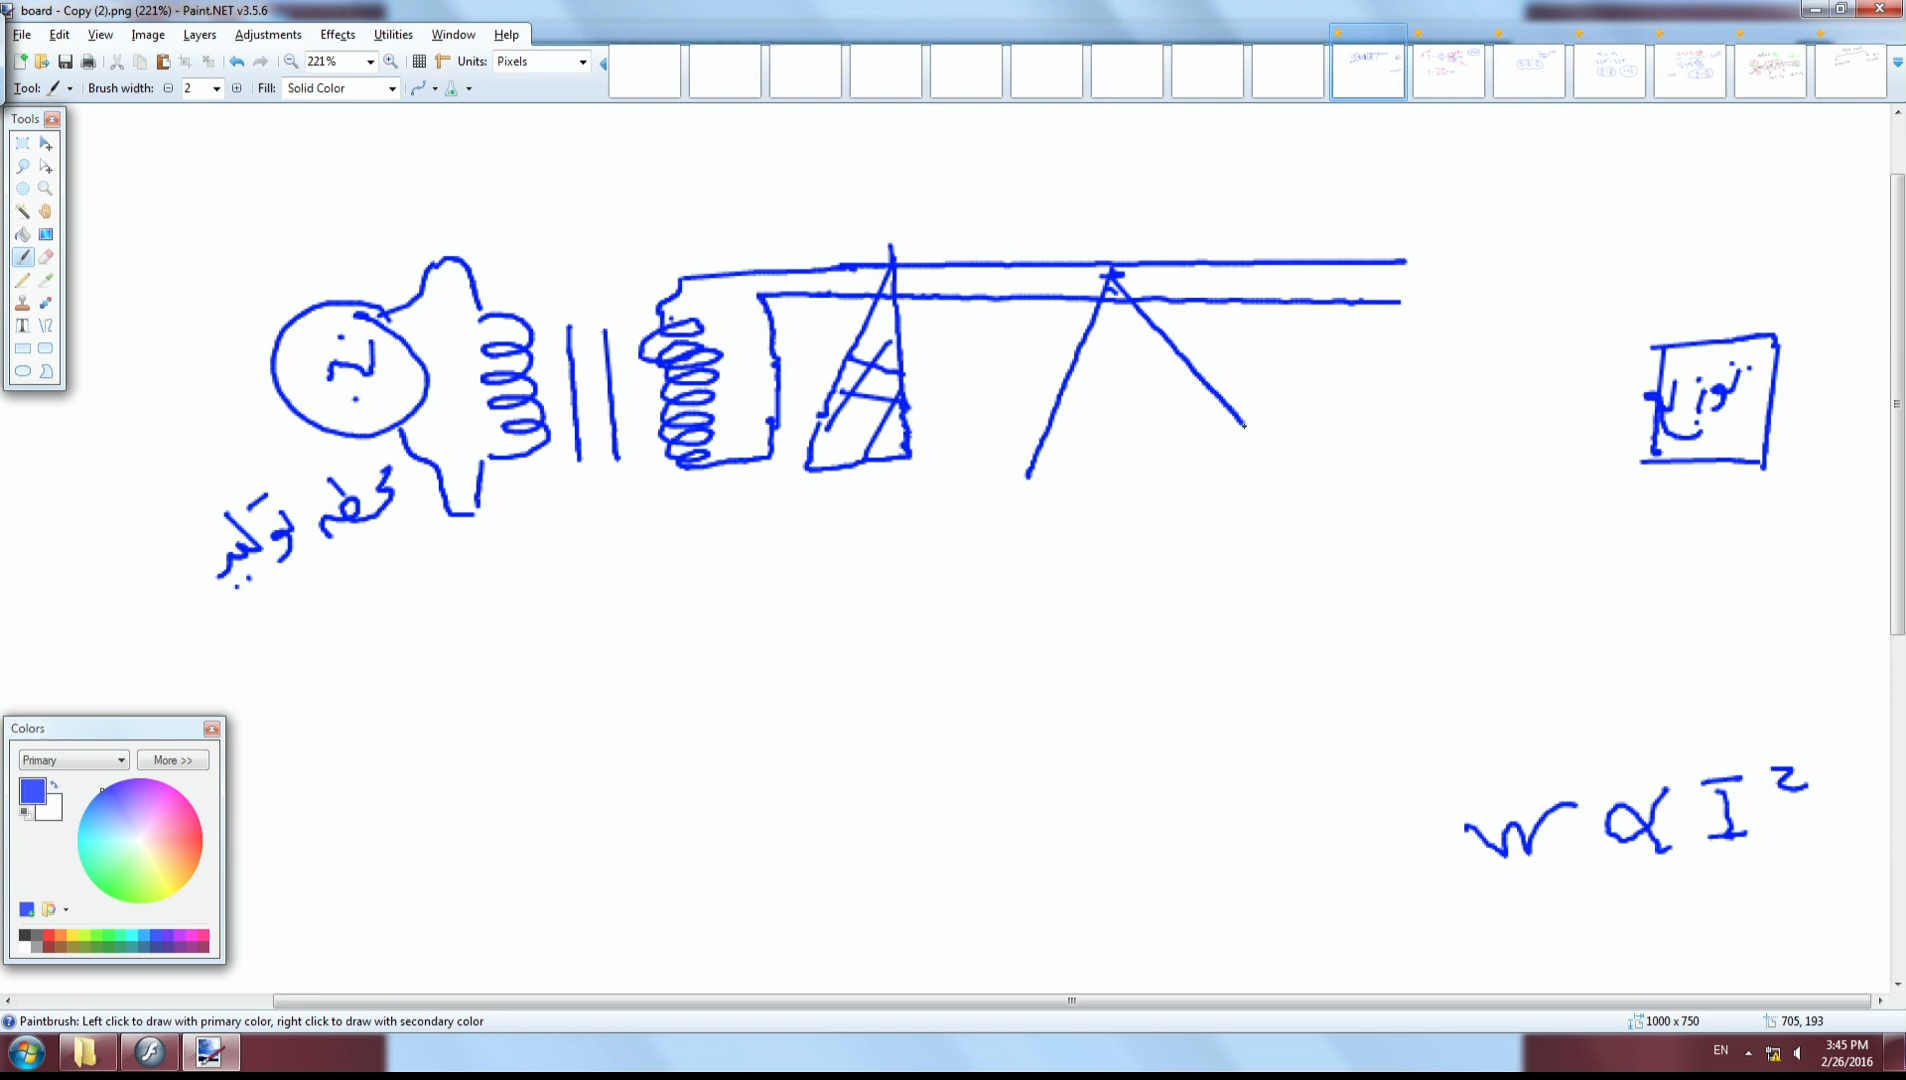 board - Copy (2).png (221%) - Paint.NET v3.5.6
File Edit View Image Layers Adjustments Effects Utilities Window Help
221% Units: Pixels
Tool: Brush width: 2 Fill: Solid Color
Tools
توليد
Colors
Primary More >>
W ∝ I²
Paintbrush: Left click to draw with primary color, right click to draw with secondary color
1000 x 750 705, 193
EN 3:45 PM
2/26/2016